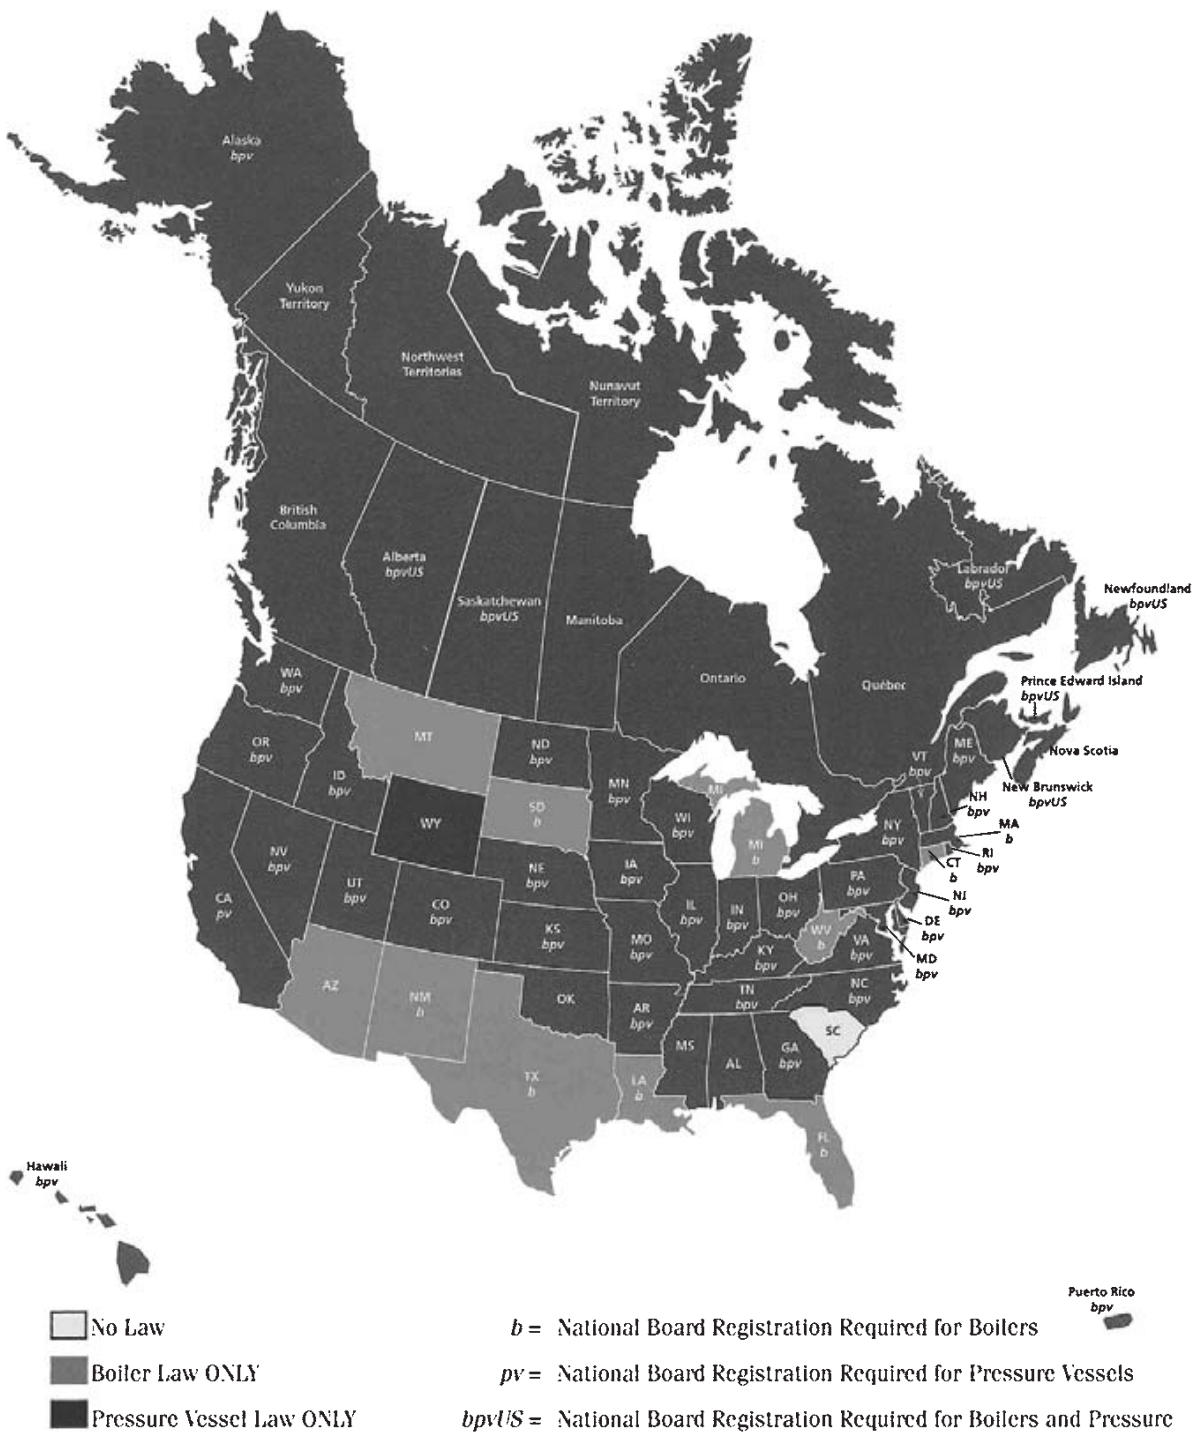 Alaska
bpv
Yukon
Territory
Northwest
Territories
Nunavut
Territory
British
Columbia
Alberta
bpvUS
Saskatchewan
bpvUS
Manitoba
Ontario
Québec
Labrador
bpvUS
Newfoundland
bpvUS
Prince Edward Island
bpvUS
Nova Scotia
New Brunswick
bpvUS
WA
bpv
OR
bpv
ID
bpv
MT
ND
bpv
SD
b
MN
bpv
WI
bpv
MI
MI
b
VT
bpv
ME
bpv
NH
bpv
MA
b
RI
bpv
CT
b
NY
bpv
NJ
bpv
PA
bpv
DE
bpv
MD
bpv
WY
NV
bpv
CA
pv
UT
bpv
CO
bpv
NE
bpv
IA
bpv
IL
bpv
IN
bpv
OH
bpv
WV
b
VA
bpv
KS
bpv
MO
bpv
KY
bpv
NC
bpv
TN
bpv
AZ
NM
b
OK
AR
bpv
TX
b
LA
b
MS
AL
GA
bpv
SC
FL
b
Hawaii
bpv
Puerto Rico
bpv
No Law
Boiler Law ONLY
Pressure Vessel Law ONLY
b = National Board Registration Required for Boilers
pv = National Board Registration Required for Pressure Vessels
bpvUS = National Board Registration Required for Boilers and Pressure